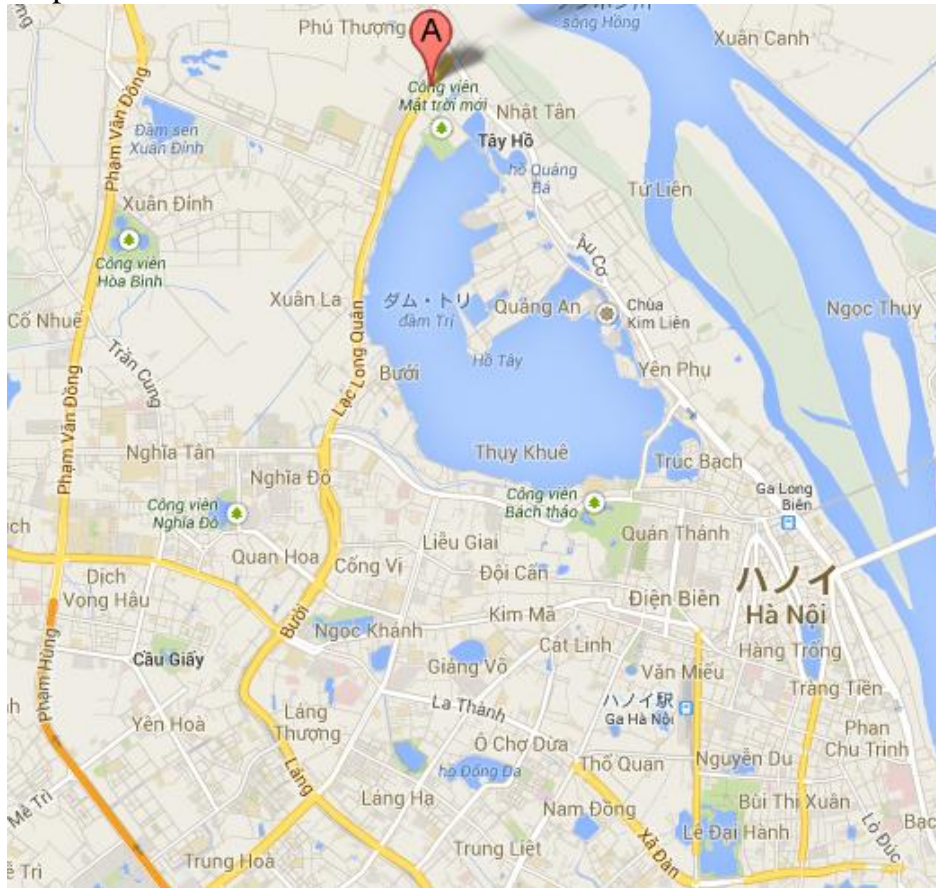 sông Hồng
Phú Thượng
A
Xuân Canh
Công viên
Mặt trời mới
Nhật Tân
Phạm Văn Đồng
Đầm sen
Xuân Đỉnh
Tây Hồ
hồ Quảng
Bá
Tứ Liên
Xuân Đỉnh
Âu Cơ
Công viên
Hòa Bình
Xuân La
ダム・トリ
đầm Trị
Quảng An
Chùa
Kim Liên
Ngọc Thụy
Cổ Nhuế
Lạc Long Quân
Trần Cung
Hồ Tây
Bưởi
Yên Phụ
Phạm Văn Đồng
Nghĩa Tân
Thụy Khuê
Trúc Bạch
Nghĩa Đô
Ga Long
Biên
Công viên
Nghĩa Đô
Công viên
Bách thảo
ịch
Quán Thánh
Liễu Giai
Quan Hoa
Cống Vị
Đội Cấn
Dịch
Vọng Hậu
ハノイ
Hà Nội
Điện Biên
Kim Mã
Bưởi
Ngọc Khánh
Cát Linh
Hàng Trống
Cầu Giấy
Giảng Võ
Văn Miếu
Phạm Hùng
Tràng Tiền
ハノイ駅
Ga Hà Nội
La Thành
Yên Hoà
Láng
Thượng
Phan
Chu Trinh
Ô Chợ Dừa
Thổ Quan
Nguyễn Du
hồ Đống Đa
Láng
Mễ Trì
Láng Hạ
Nam Đồng
Bùi Thị Xuân
Lê Đại Hành
Lò Đúc
Bạc
Trung Hoà
Trung Liệt
Xã Đàn
ễ Trì